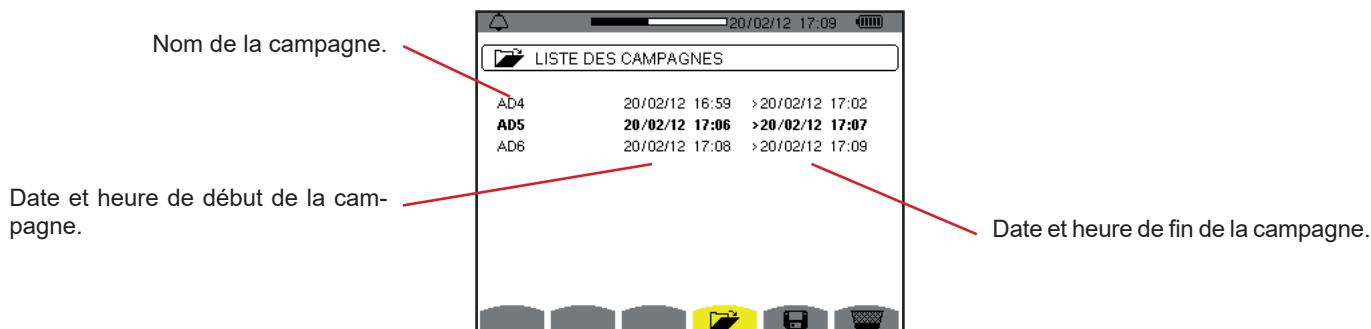 20/02/12 17:09
Nom de la campagne.
LISTE DES CAMPAGNES
AD4 20/02/12 16:59 >20/02/12 17:02
AD5 20/02/12 17:06 >20/02/12 17:07
AD6 20/02/12 17:08 >20/02/12 17:09
Date et heure de début de la cam-
pagne.
Date et heure de fin de la campagne.